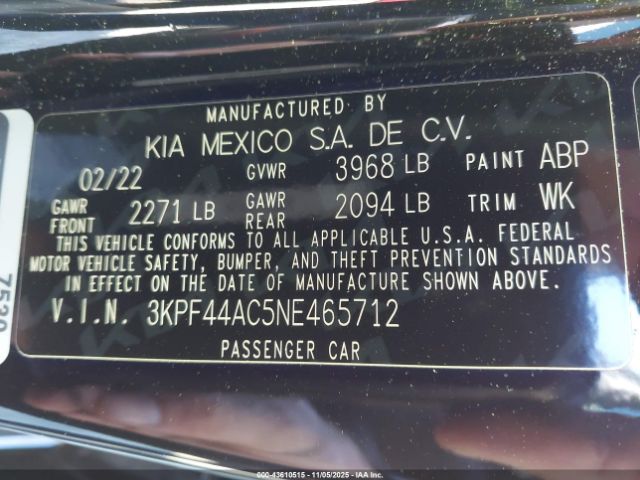 MANUFACTURED BY
KIA MEXICO S.A. DE C.V.
02/22 GVWR 3968 LB PAINT ABP
GAWR FRONT 2271 LB GAWR REAR 2094 LB TRIM WK
THIS VEHICLE CONFORMS TO ALL APPLICABLE U.S.A. FEDERAL
MOTOR VEHICLE SAFETY, BUMPER, AND THEFT PREVENTION STANDARDS
IN EFFECT ON THE DATE OF MANUFACTURE SHOWN ABOVE.
V.I.N. 3KPF44AC5NE465712
PASSENGER CAR
000-43610515 - 11/05/2025 - IAA Inc.